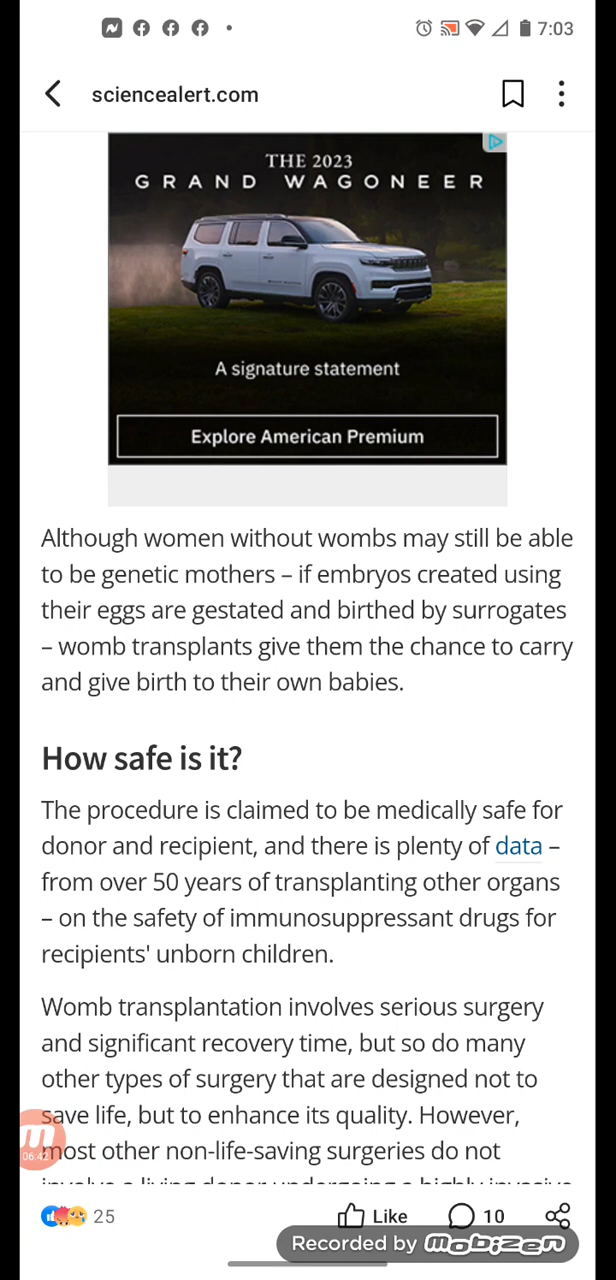 7:03
sciencealert.com
THE 2023
GRAND WAGONEER
A signature statement
Explore American Premium
Although women without wombs may still be able
to be genetic mothers – if embryos created using
their eggs are gestated and birthed by surrogates
– womb transplants give them the chance to carry
and give birth to their own babies.
How safe is it?
The procedure is claimed to be medically safe for
donor and recipient, and there is plenty of data –
from over 50 years of transplanting other organs
– on the safety of immunosuppressant drugs for
recipients' unborn children.
Womb transplantation involves serious surgery
and significant recovery time, but so do many
other types of surgery that are designed not to
save life, but to enhance its quality. However,
most other non-life-saving surgeries do not
06:42
25
Like
10
Recorded by mobizen